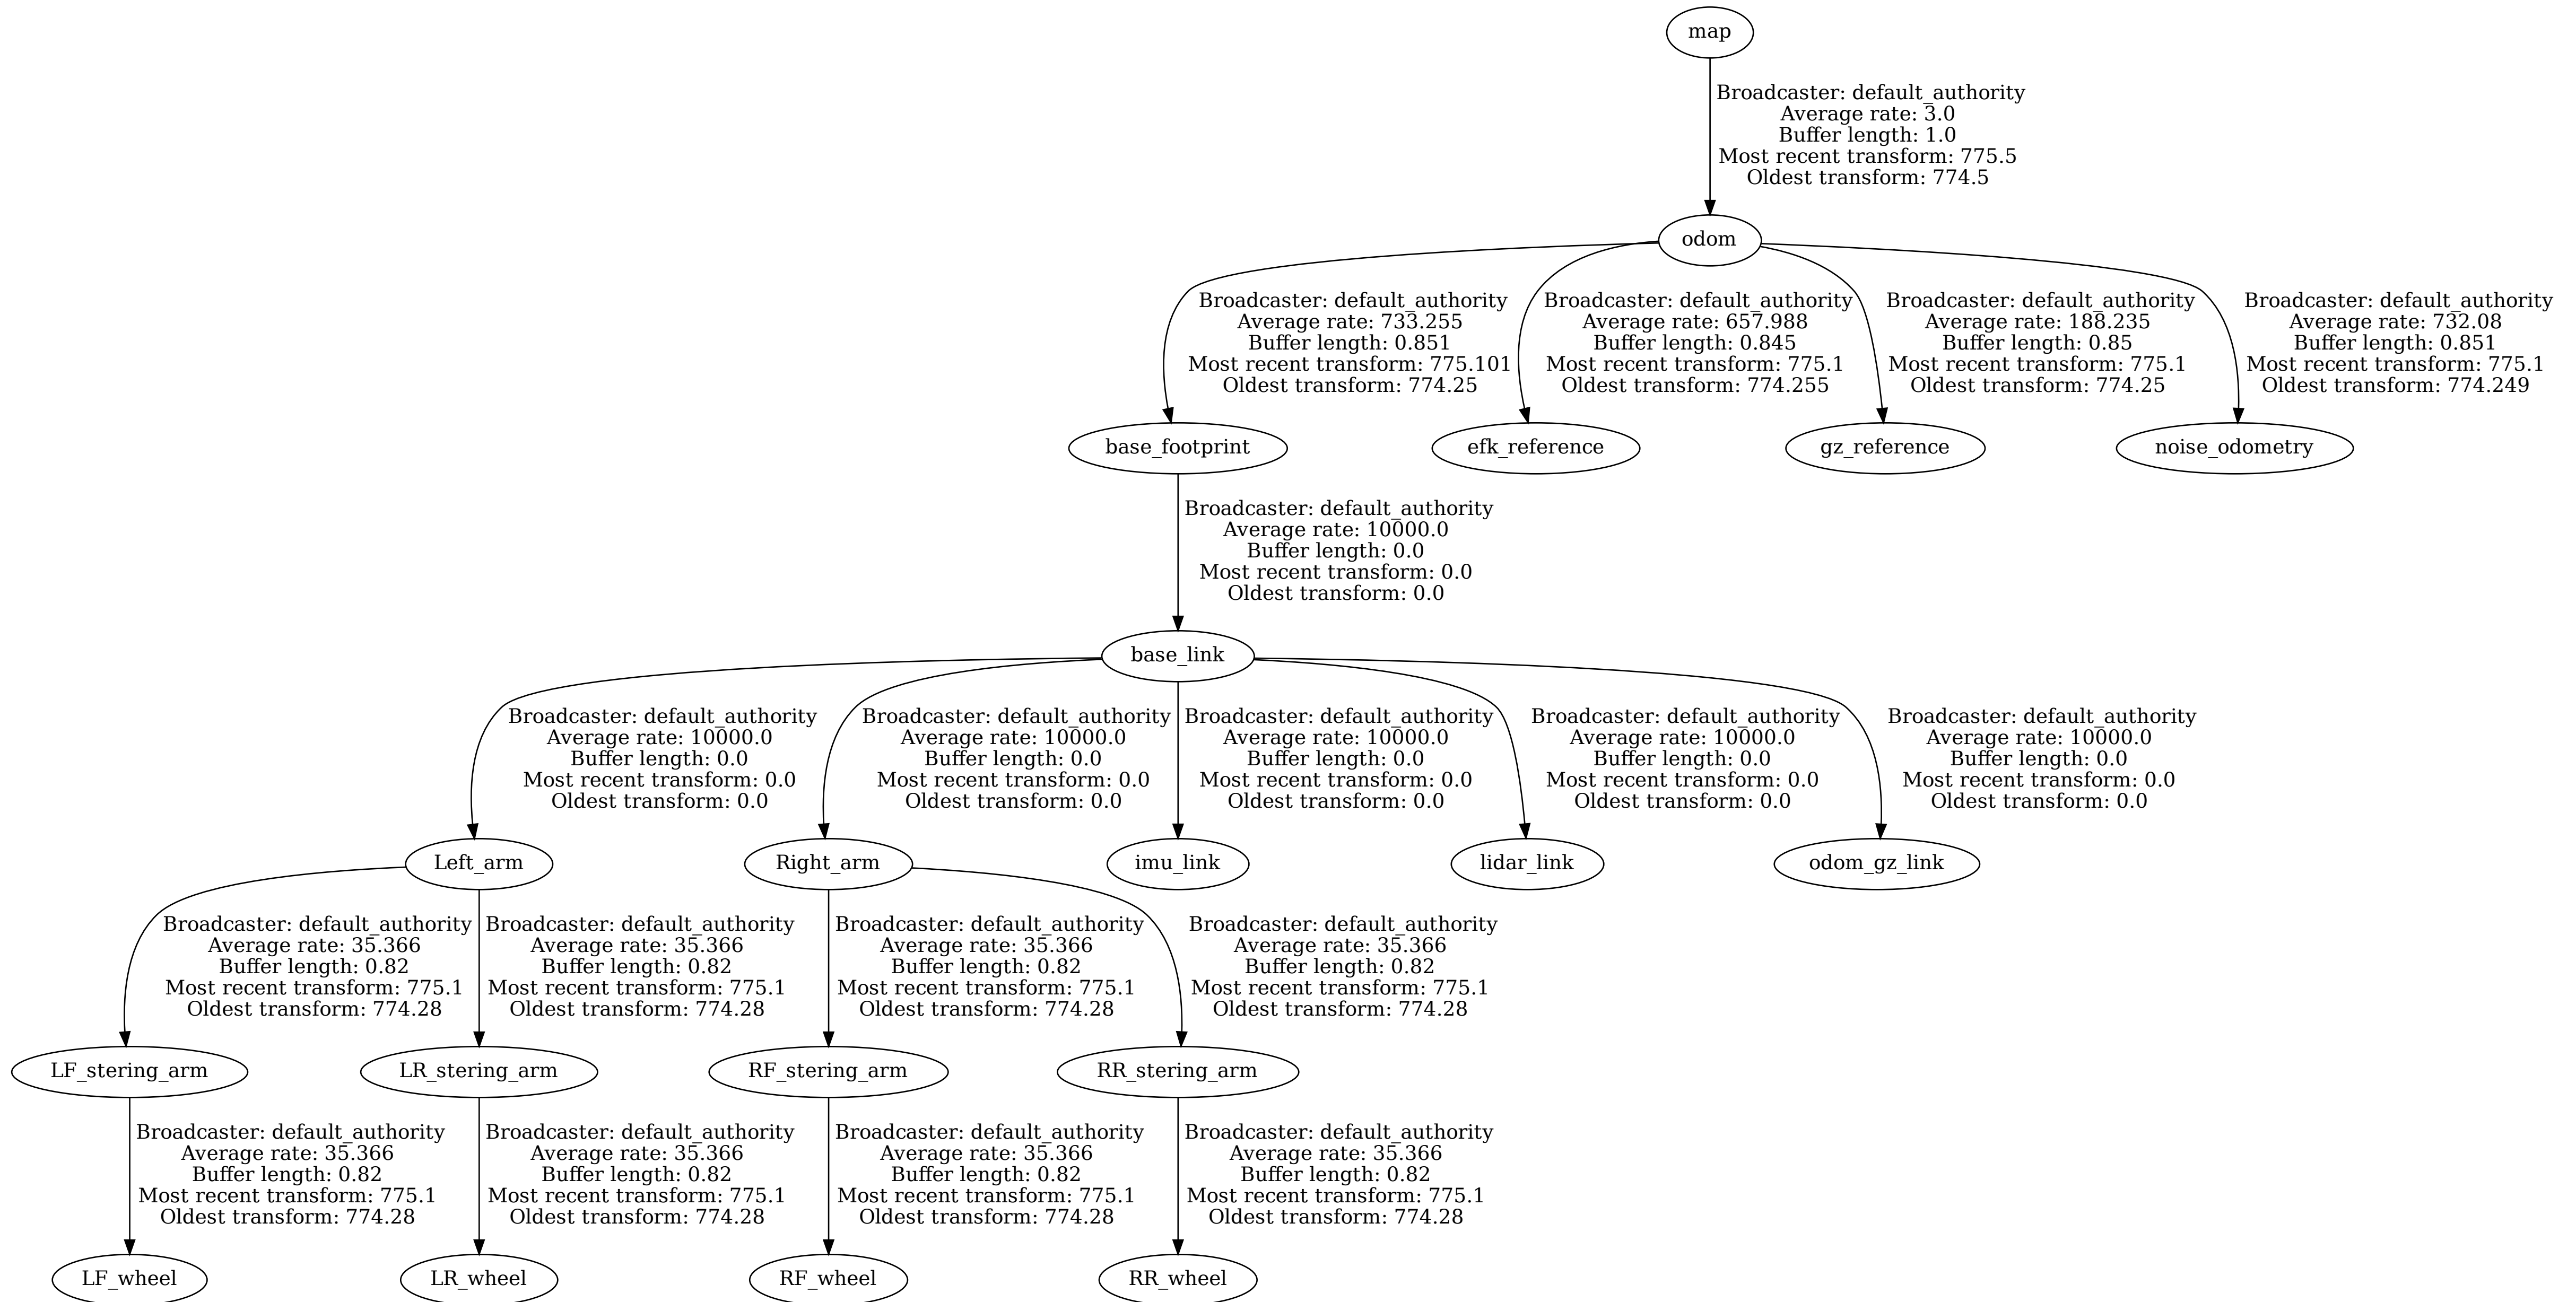 map
Broadcaster: default_authority
Average rate: 3.0
Buffer length: 1.0
Most recent transform: 775.5
Oldest transform: 774.5
odom
Broadcaster: default_authority
Average rate: 733.255
Buffer length: 0.851
Most recent transform: 775.101
Oldest transform: 774.25
Broadcaster: default_authority
Average rate: 657.988
Buffer length: 0.845
Most recent transform: 775.1
Oldest transform: 774.255
Broadcaster: default_authority
Average rate: 188.235
Buffer length: 0.85
Most recent transform: 775.1
Oldest transform: 774.25
Broadcaster: default_authority
Average rate: 732.08
Buffer length: 0.851
Most recent transform: 775.1
Oldest transform: 774.249
base_footprint
efk_reference
gz_reference
noise_odometry
Broadcaster: default_authority
Average rate: 10000.0
Buffer length: 0.0
Most recent transform: 0.0
Oldest transform: 0.0
base_link
Broadcaster: default_authority
Average rate: 10000.0
Buffer length: 0.0
Most recent transform: 0.0
Oldest transform: 0.0
Broadcaster: default_authority
Average rate: 10000.0
Buffer length: 0.0
Most recent transform: 0.0
Oldest transform: 0.0
Broadcaster: default_authority
Average rate: 10000.0
Buffer length: 0.0
Most recent transform: 0.0
Oldest transform: 0.0
Broadcaster: default_authority
Average rate: 10000.0
Buffer length: 0.0
Most recent transform: 0.0
Oldest transform: 0.0
Broadcaster: default_authority
Average rate: 10000.0
Buffer length: 0.0
Most recent transform: 0.0
Oldest transform: 0.0
Left_arm
Right_arm
imu_link
lidar_link
odom_gz_link
Broadcaster: default_authority
Average rate: 35.366
Buffer length: 0.82
Most recent transform: 775.1
Oldest transform: 774.28
Broadcaster: default_authority
Average rate: 35.366
Buffer length: 0.82
Most recent transform: 775.1
Oldest transform: 774.28
Broadcaster: default_authority
Average rate: 35.366
Buffer length: 0.82
Most recent transform: 775.1
Oldest transform: 774.28
Broadcaster: default_authority
Average rate: 35.366
Buffer length: 0.82
Most recent transform: 775.1
Oldest transform: 774.28
LF_stering_arm
LR_stering_arm
RF_stering_arm
RR_stering_arm
Broadcaster: default_authority
Average rate: 35.366
Buffer length: 0.82
Most recent transform: 775.1
Oldest transform: 774.28
Broadcaster: default_authority
Average rate: 35.366
Buffer length: 0.82
Most recent transform: 775.1
Oldest transform: 774.28
Broadcaster: default_authority
Average rate: 35.366
Buffer length: 0.82
Most recent transform: 775.1
Oldest transform: 774.28
Broadcaster: default_authority
Average rate: 35.366
Buffer length: 0.82
Most recent transform: 775.1
Oldest transform: 774.28
LF_wheel
LR_wheel
RF_wheel
RR_wheel